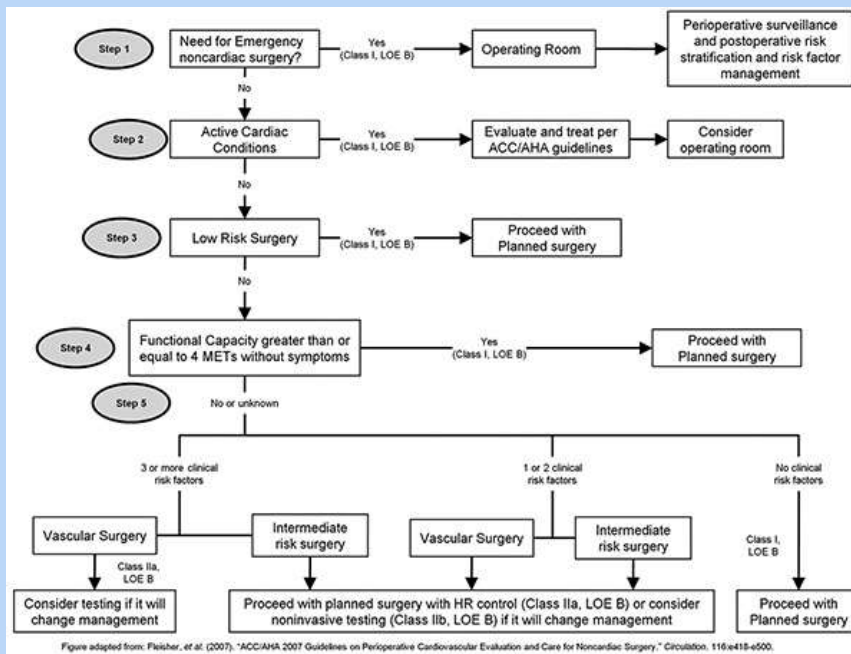 Step 1
Need for Emergency
noncardiac surgery?
Yes
(Class I, LOE B)
Operating Room
Perioperative surveillance
and postoperative risk
stratification and risk factor
management
No
Step 2
Active Cardiac
Conditions
Yes
(Class I, LOE B)
Evaluate and treat per
ACC/AHA guidelines
Consider
operating room
No
Step 3
Low Risk Surgery
Yes
(Class I, LOE B)
Proceed with
Planned surgery
No
Step 4
Functional Capacity greater than or
equal to 4 METs without symptoms
Yes
(Class I, LOE B)
Proceed with
Planned surgery
Step 5
No or unknown
3 or more clinical
risk factors
1 or 2 clinical
risk factors
No clinical
risk factors
Vascular Surgery
Intermediate
risk surgery
Vascular Surgery
Intermediate
risk surgery
Class IIa,
LOE B
Class I,
LOE B
Consider testing if it will
change management
Proceed with planned surgery with HR control (Class IIa, LOE B) or consider
noninvasive testing (Class IIb, LOE B) if it will change management
Proceed with
Planned surgery
Figure adapted from: Fleisher, et al. (2007). "ACC/AHA 2007 Guidelines on Perioperative Cardiovascular Evaluation and Care for Noncardiac Surgery." Circulation. 116:e418-e500.